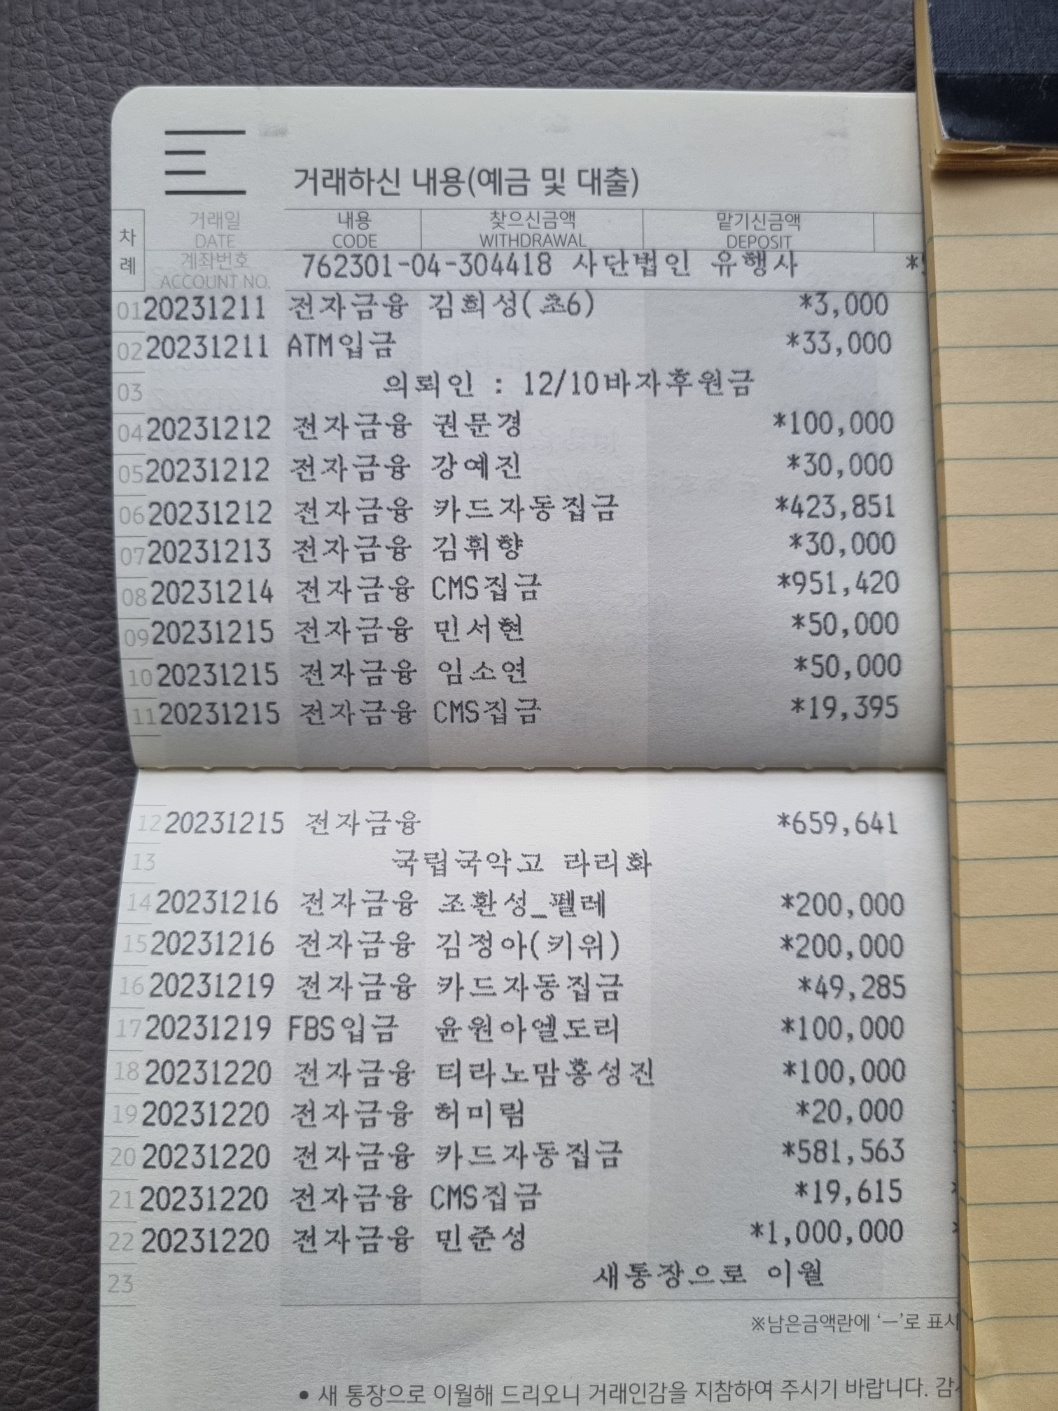 거래하신 내용(예금 및 대출)
차례 거래일 DATE 내용 CODE 찾으신금액 WITHDRAWAL 맡기신금액 DEPOSIT
계좌번호 ACCOUNT NO. 762301-04-304418 사단법인 유행사
01 20231211 전자금융 김희성(초6) *3,000
02 20231211 ATM입금 *33,000
03 의뢰인 : 12/10바자후원금
04 20231212 전자금융 권문경 *100,000
05 20231212 전자금융 강예진 *30,000
06 20231212 전자금융 카드자동집금 *423,851
07 20231213 전자금융 김휘향 *30,000
08 20231214 전자금융 CMS집금 *951,420
09 20231215 전자금융 민서현 *50,000
10 20231215 전자금융 임소연 *50,000
11 20231215 전자금융 CMS집금 *19,395
12 20231215 전자금융 *659,641
13 국립국악고 라리화
14 20231216 전자금융 조환성_펠레 *200,000
15 20231216 전자금융 김정아(키위) *200,000
16 20231219 전자금융 카드자동집금 *49,285
17 20231219 FBS입금 윤원아엘도리 *100,000
18 20231220 전자금융 티라노맘홍성진 *100,000
19 20231220 전자금융 허미림 *20,000
20 20231220 전자금융 카드자동집금 *581,563
21 20231220 전자금융 CMS집금 *19,615
22 20231220 전자금융 민준성 *1,000,000
23 새통장으로 이월
※남은금액란에 ‘—’로 표시
● 새 통장으로 이월해 드리오니 거래인감을 지참하여 주시기 바랍니다.